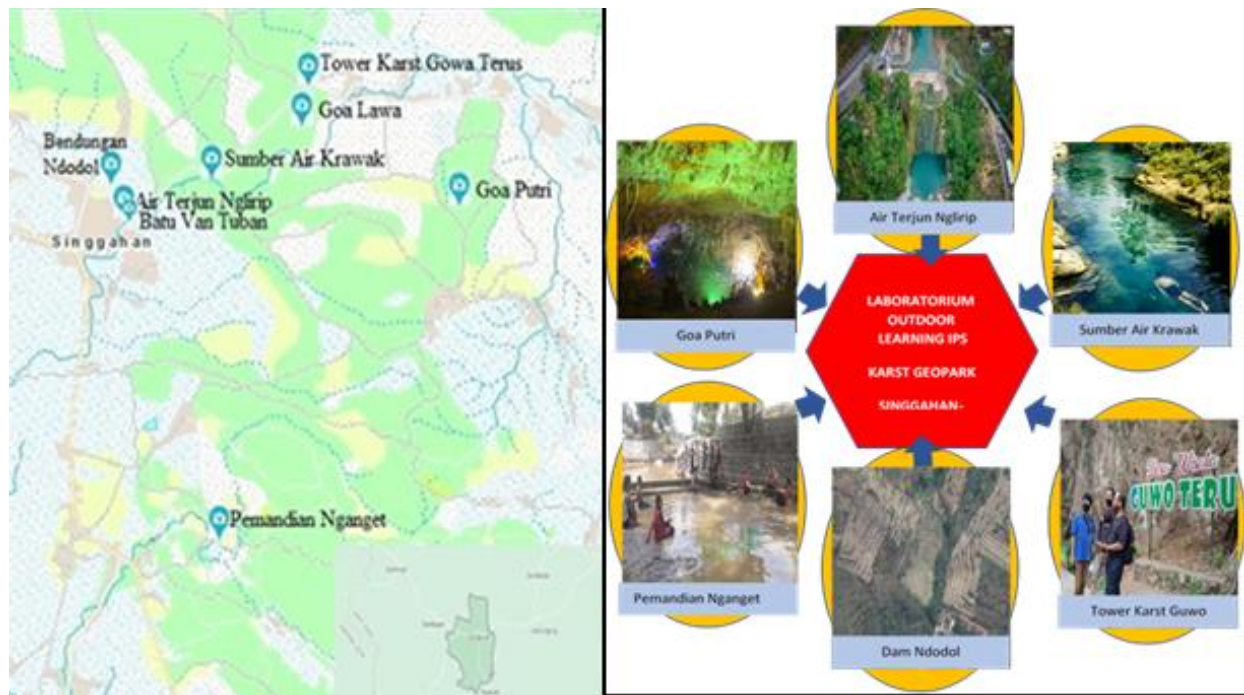 Tower Karst Gowa Terus
Goa Lawa
Bendungan
Ndodol
Sumber Air Krawak
Goa Putri
Air Terjun Nglirip
Batu Van Tuban
Singgahan
Pemandian Nganget
Air Terjun Nglirip
Goa Putri
Sumber Air Krawak
LABORATORIUM
OUTDOOR
LEARNING IPS
KARST GEOPARK
SINGGAHAN-
Pemandian Nganget
GUWO TERU
Tower Karst Guwo
Dam Ndodol